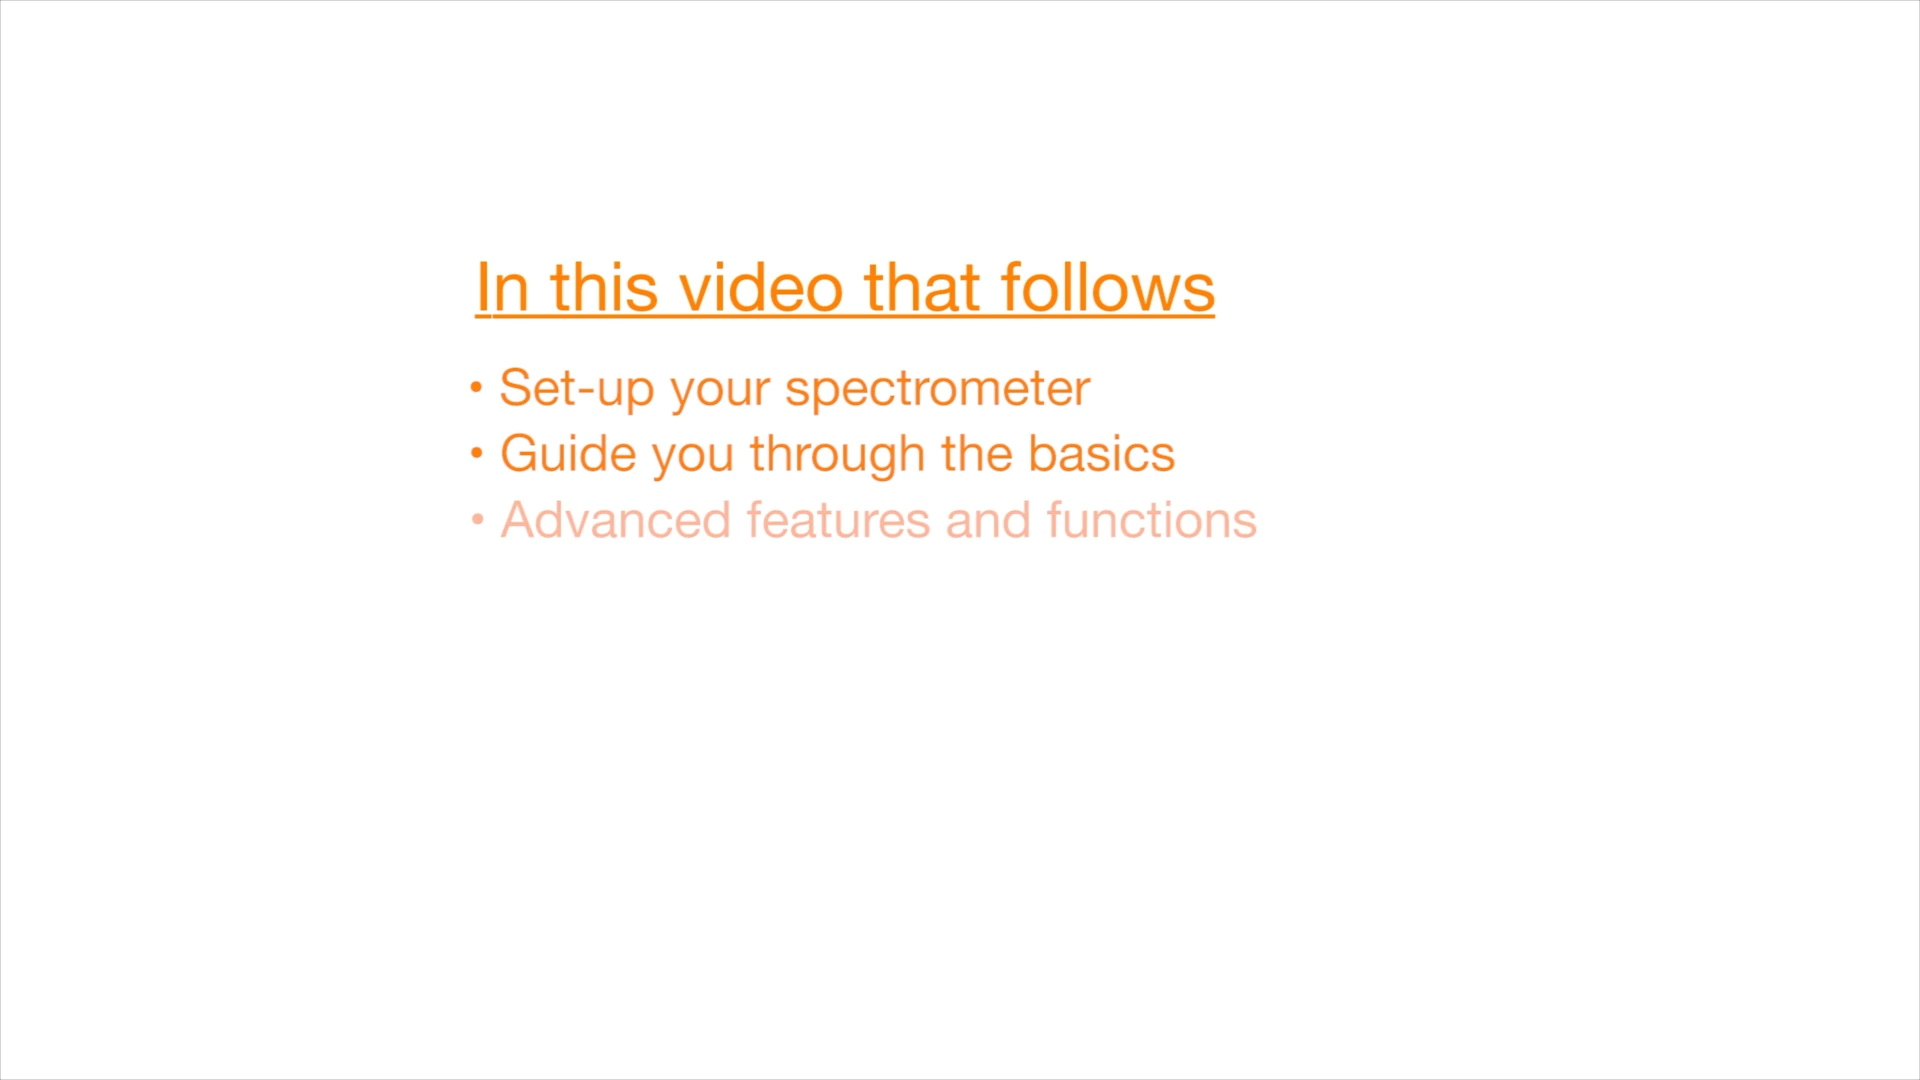 In this video that follows
• Set-up your spectrometer
• Guide you through the basics
• Advanced features and functions